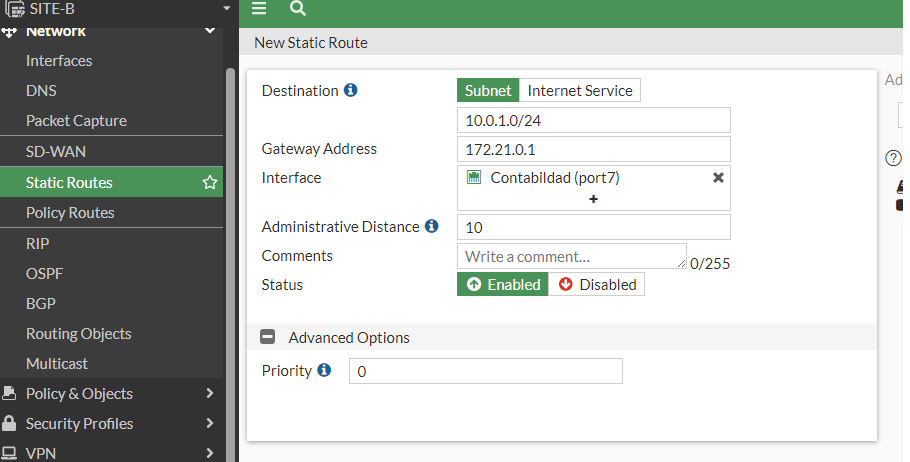 SITE-B
Network
Interfaces
DNS
Packet Capture
SD-WAN
Static Routes
Policy Routes
RIP
OSPF
BGP
Routing Objects
Multicast
Policy & Objects
Security Profiles
VPN
New Static Route
Destination Subnet Internet Service
10.0.1.0/24
Gateway Address 172.21.0.1
Interface Contabildad (port7)
+
Administrative Distance 10
Comments Write a comment... 0/255
Status Enabled Disabled
Advanced Options
Priority 0
Ad